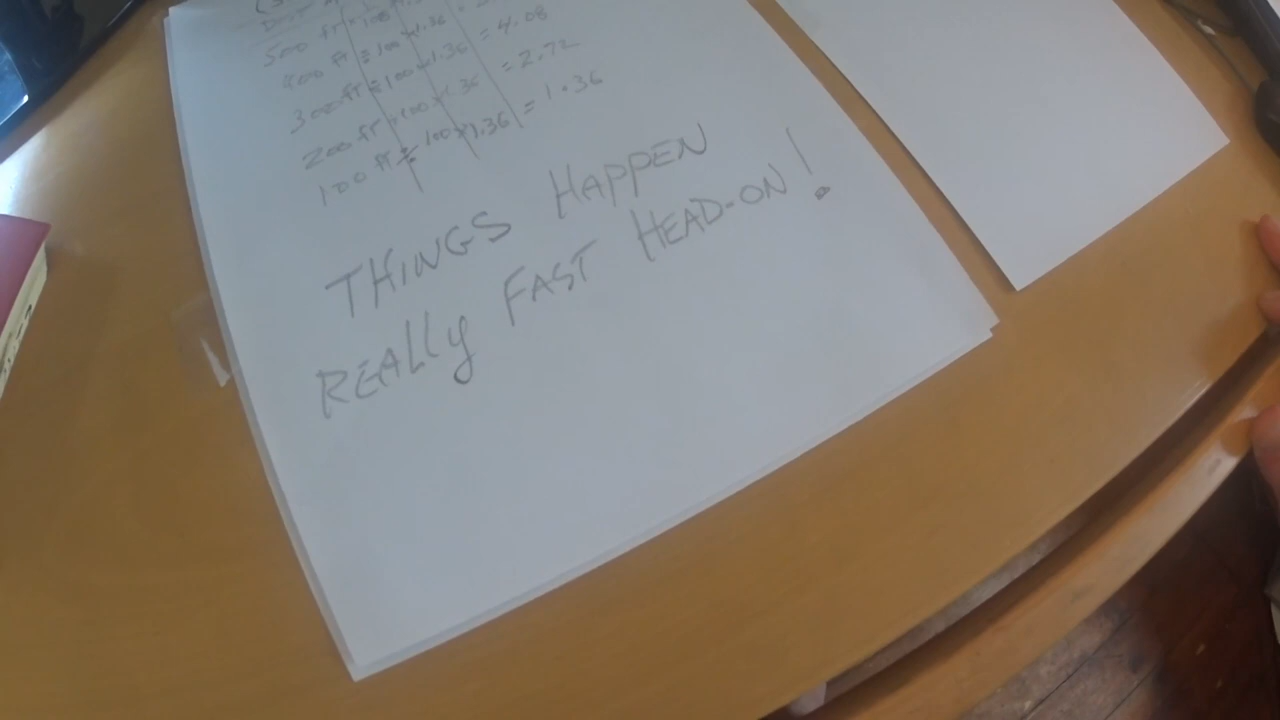 500 ft
400 ft = 100 x 1.36 = 4.08
300 ft = 100 x 1.36 = 2.72
200 ft = 100 x 1.36
100 ft = 100 x 1.36 = 1.36
THINGS HAPPEN
REALLY FAST HEAD-ON!